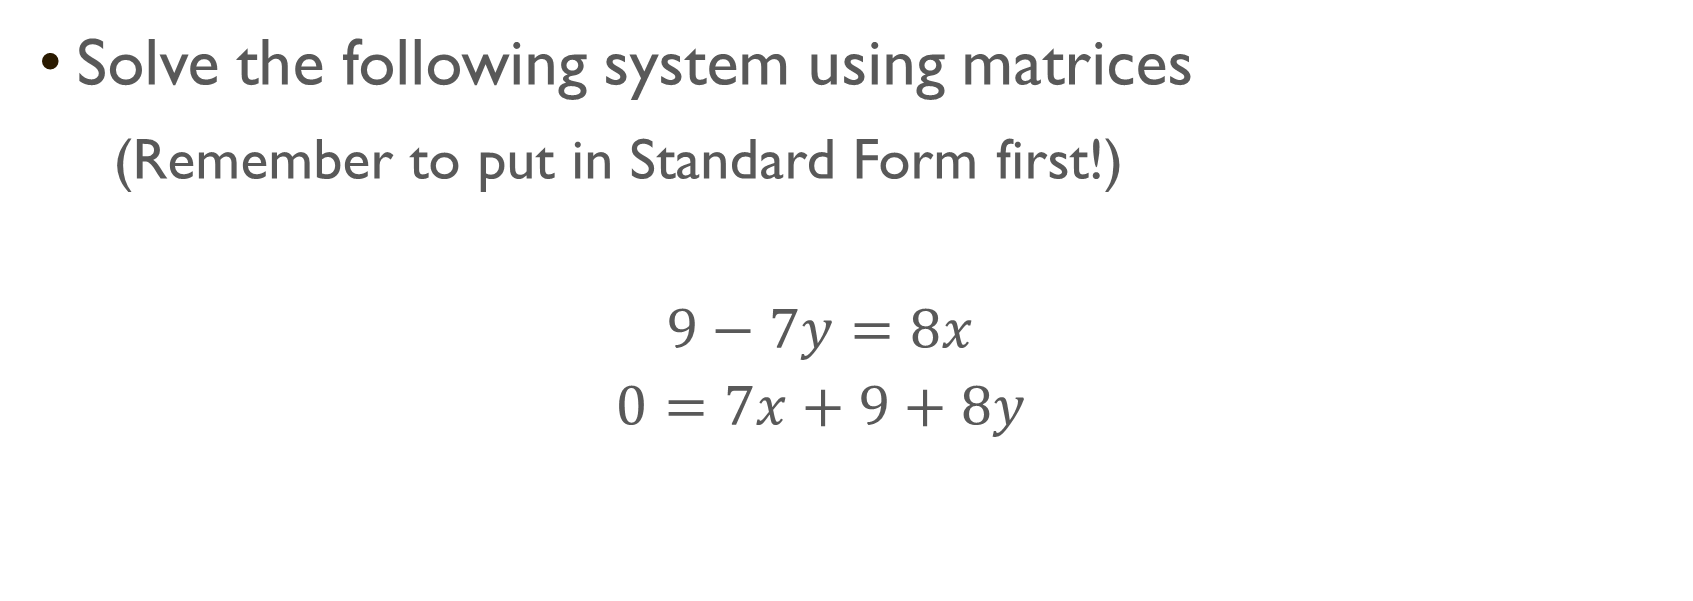 • Solve the following system using matrices
(Remember to put in Standard Form first!)
9 − 7y = 8x
0 = 7x + 9 + 8y